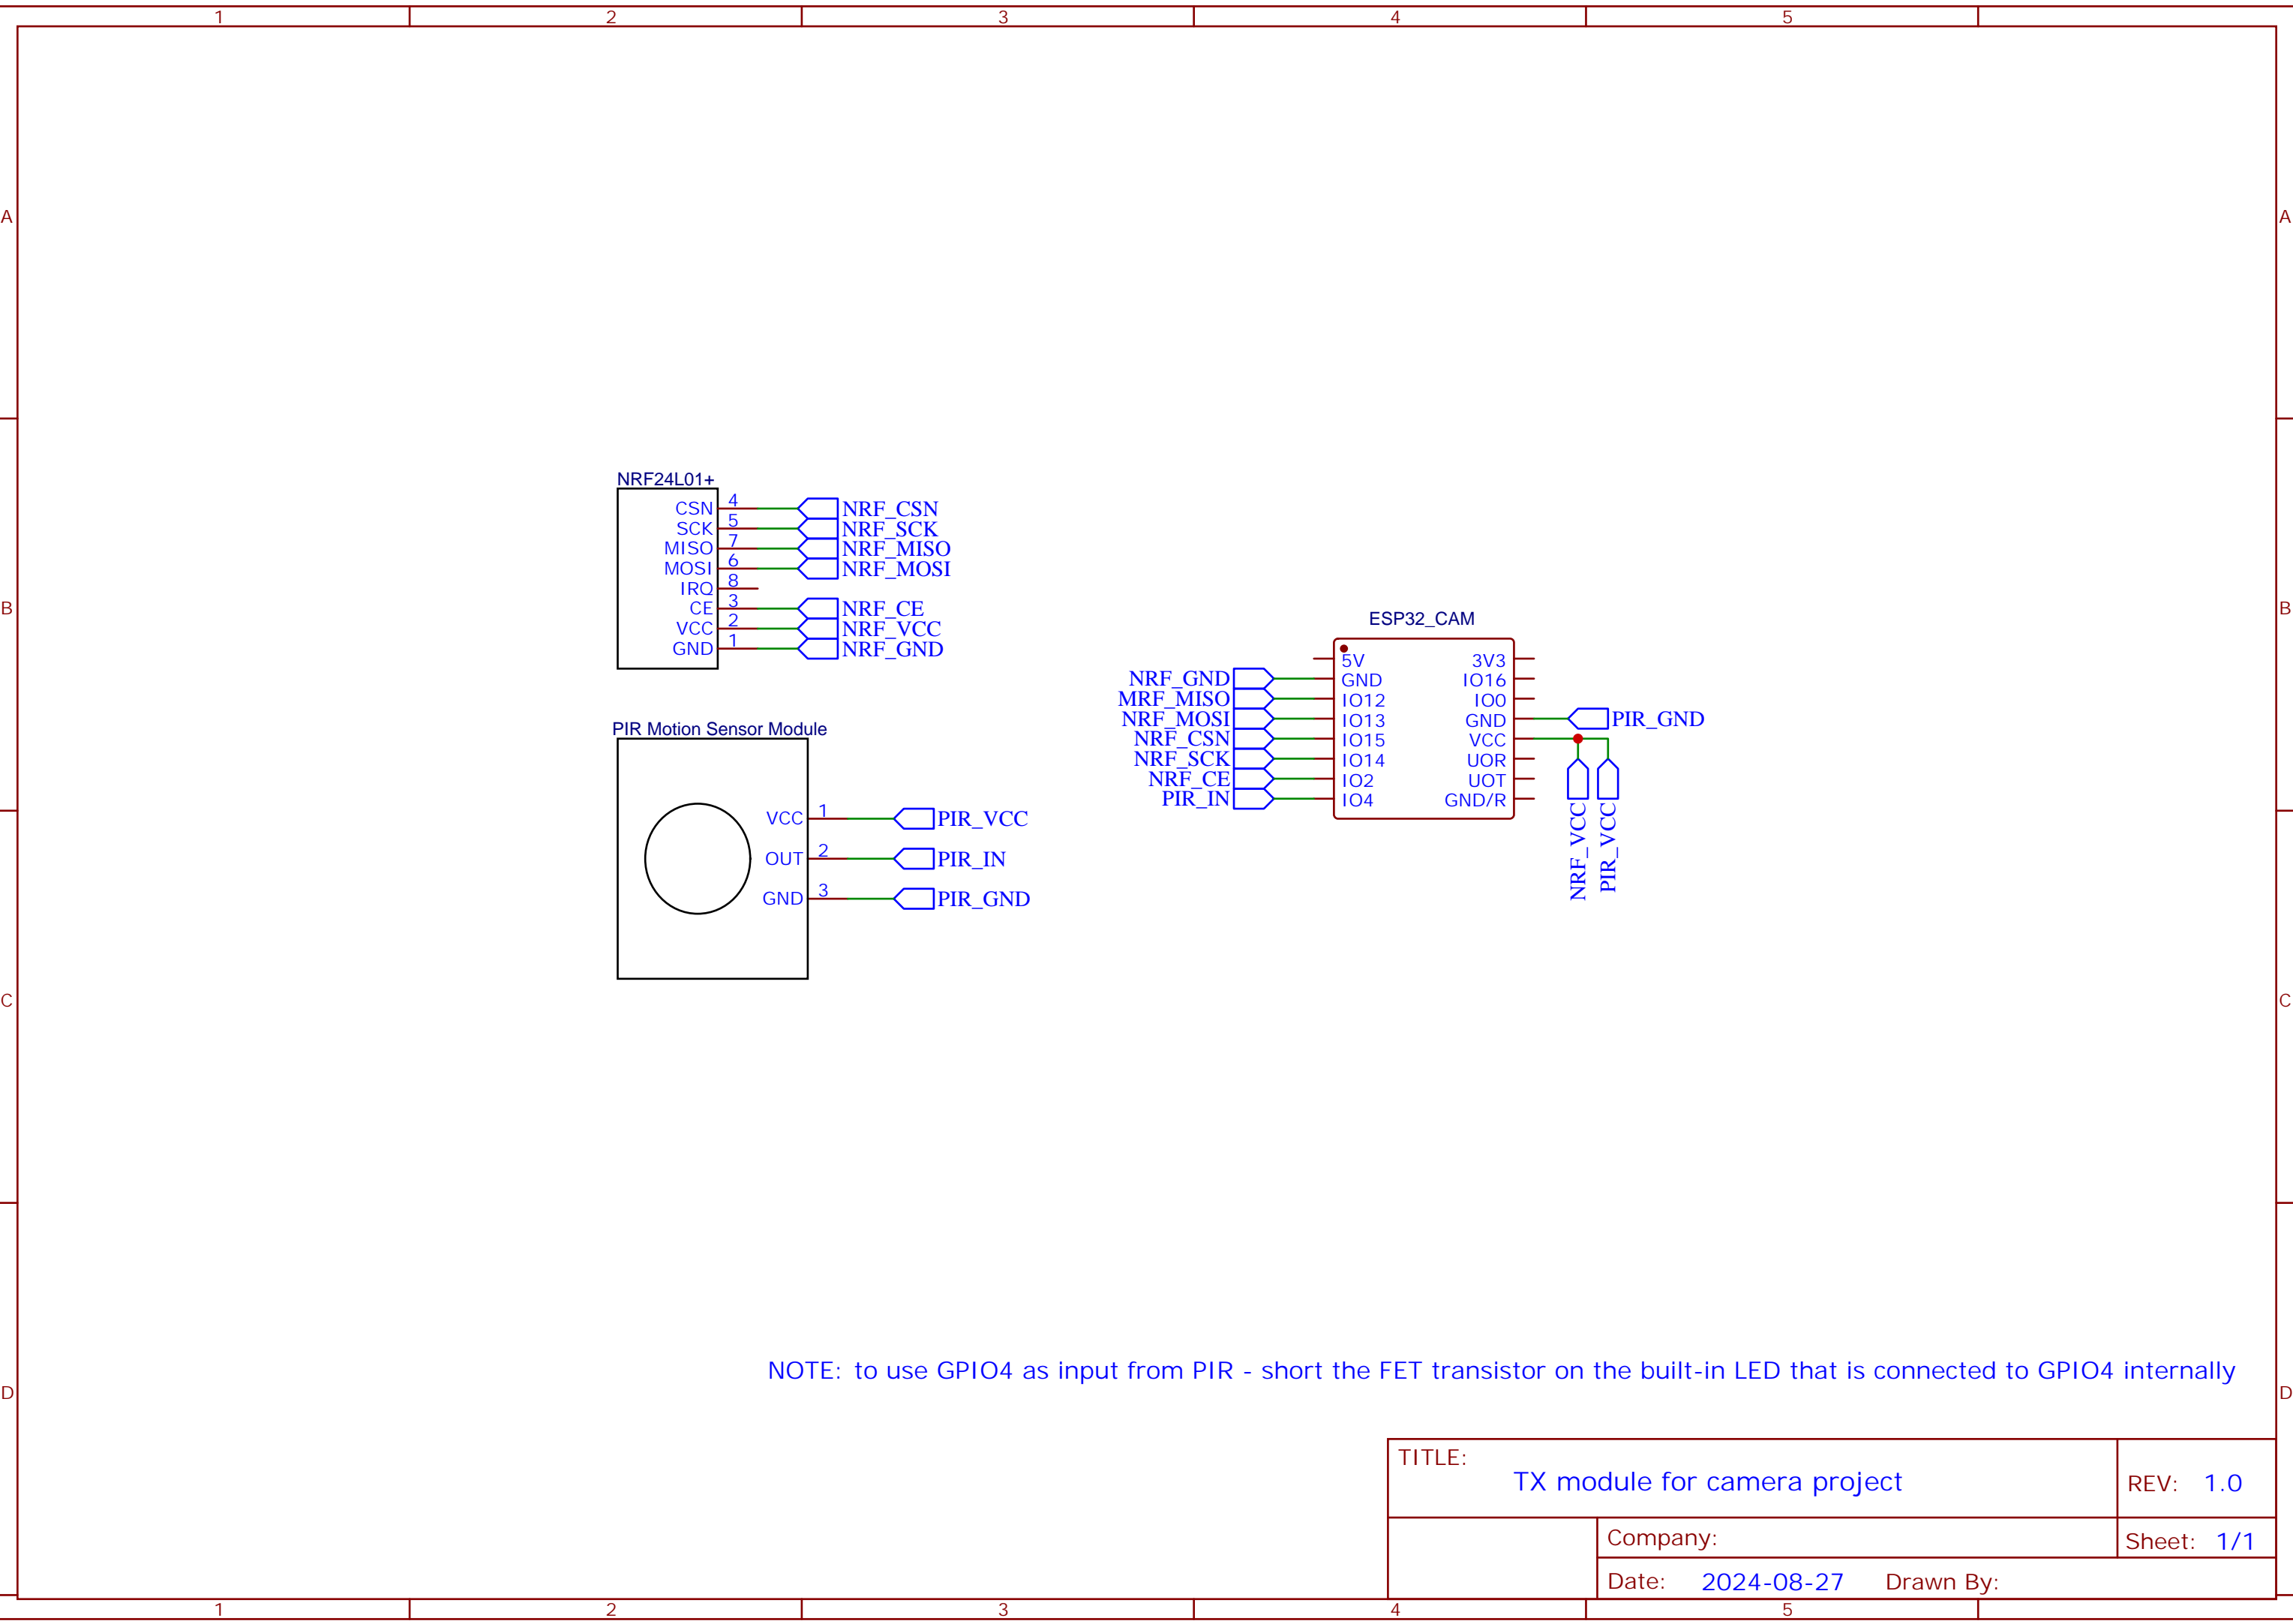 1 2 3 4 5
A A
NRF24L01+
CSN 4 NRF_CSN
SCK 5 NRF_SCK
MISO 7 NRF_MISO
MOSI 6 NRF_MOSI
IRQ 8
CE 3 NRF_CE
VCC 2 NRF_VCC
GND 1 NRF_GND
B B
PIR Motion Sensor Module
VCC 1 PIR_VCC
OUT 2 PIR_IN
GND 3 PIR_GND
ESP32_CAM
5V 3V3
NRF_GND GND IO16
MRF_MISO IO12 IO0
NRF_MOSI IO13 GND PIR_GND
NRF_CSN IO15 VCC
NRF_SCK IO14 UOR
NRF_CE IO2 UOT
PIR_IN IO4 GND/R
NRF_VCC
PIR_VCC
C C
NOTE: to use GPIO4 as input from PIR - short the FET transistor on the built-in LED that is connected to GPIO4 internally
D D
TITLE:
TX module for camera project
REV: 1.0
Company:
Sheet: 1/1
Date: 2024-08-27 Drawn By:
1 2 3 4 5